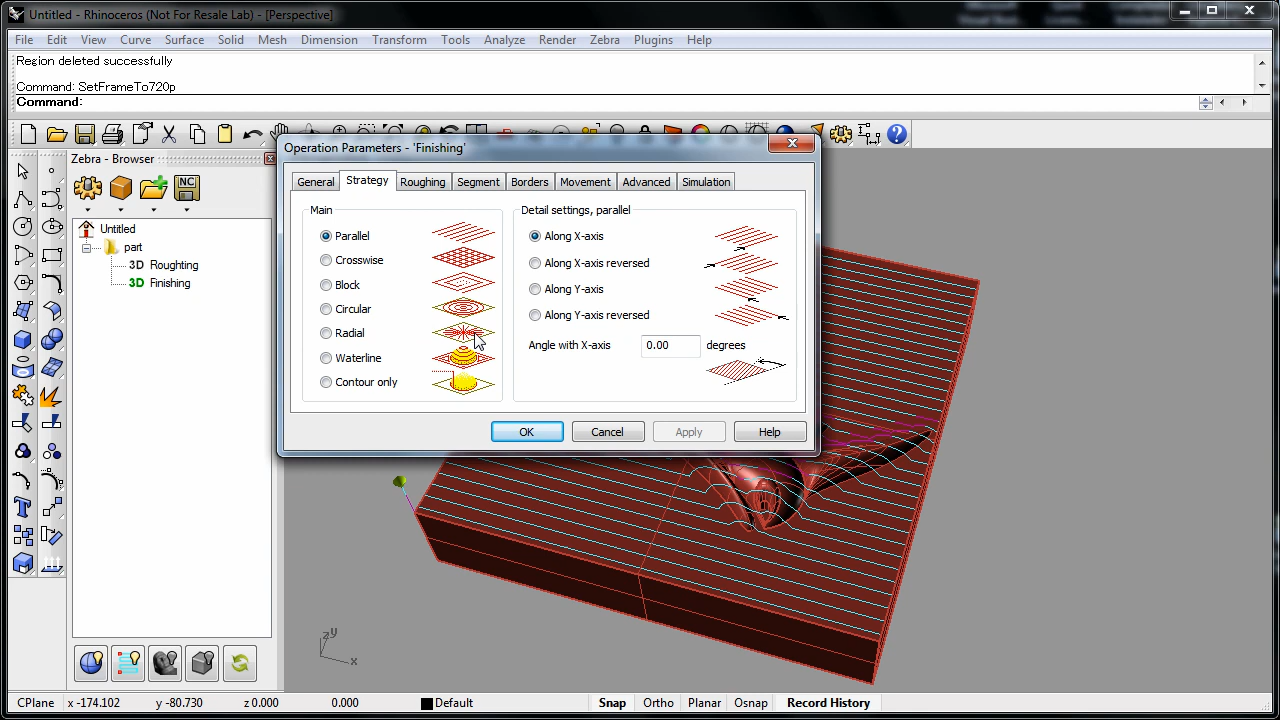 Untitled - Rhinoceros (Not For Resale Lab) - [Perspective]
File Edit View Curve Surface Solid Mesh Dimension Transform Tools Analyze Render Zebra Plugins Help
Region deleted successfully
Command: SetFrameTo720p
Command:
Zebra - Browser
NC
Untitled
part
3D Roughting
3D Finishing
Operation Parameters - 'Finishing'
General Strategy Roughing Segment Borders Movement Advanced Simulation
Main
Parallel
Crosswise
Block
Circular
Radial
Waterline
Contour only
Detail settings, parallel
Along X-axis
Along X-axis reversed
Along Y-axis
Along Y-axis reversed
Angle with X-axis 0.00 degrees
OK Cancel Apply Help
z y
x
CPlane x -174.102 y -80.730 z 0.000 0.000 Default Snap Ortho Planar Osnap Record History